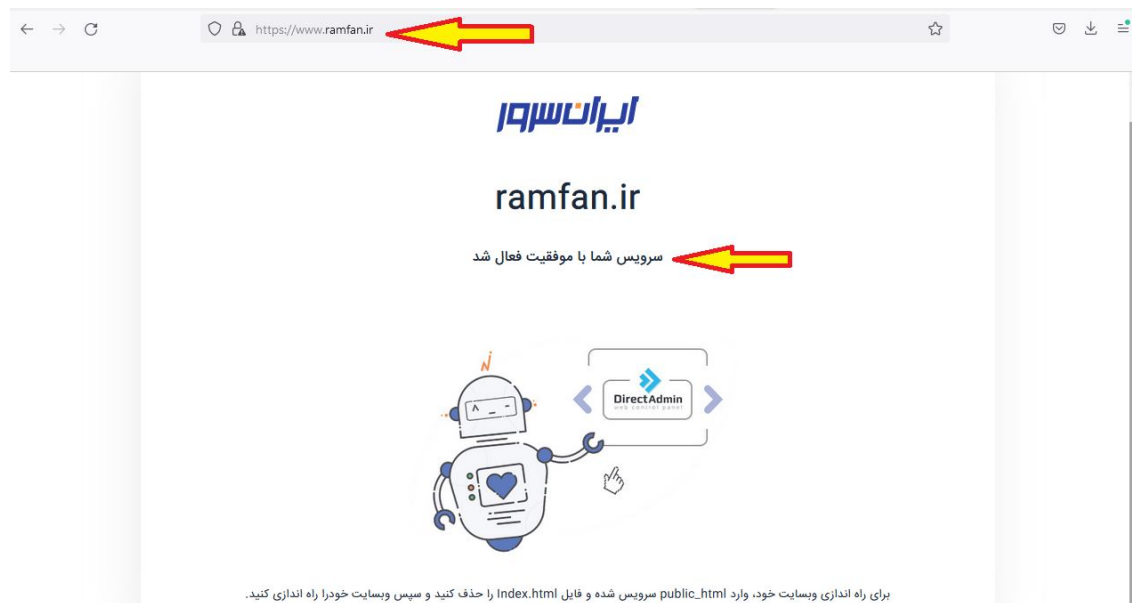 https://www.ramfan.ir
ایران‌سرور
ramfan.ir
سرویس شما با موفقیت فعال شد
DirectAdmin
web control panel
برای راه اندازی وبسایت خود، وارد public_html سرویس شده و فایل Index.html را حذف کنید و سپس وبسایت خودرا راه اندازی کنید.